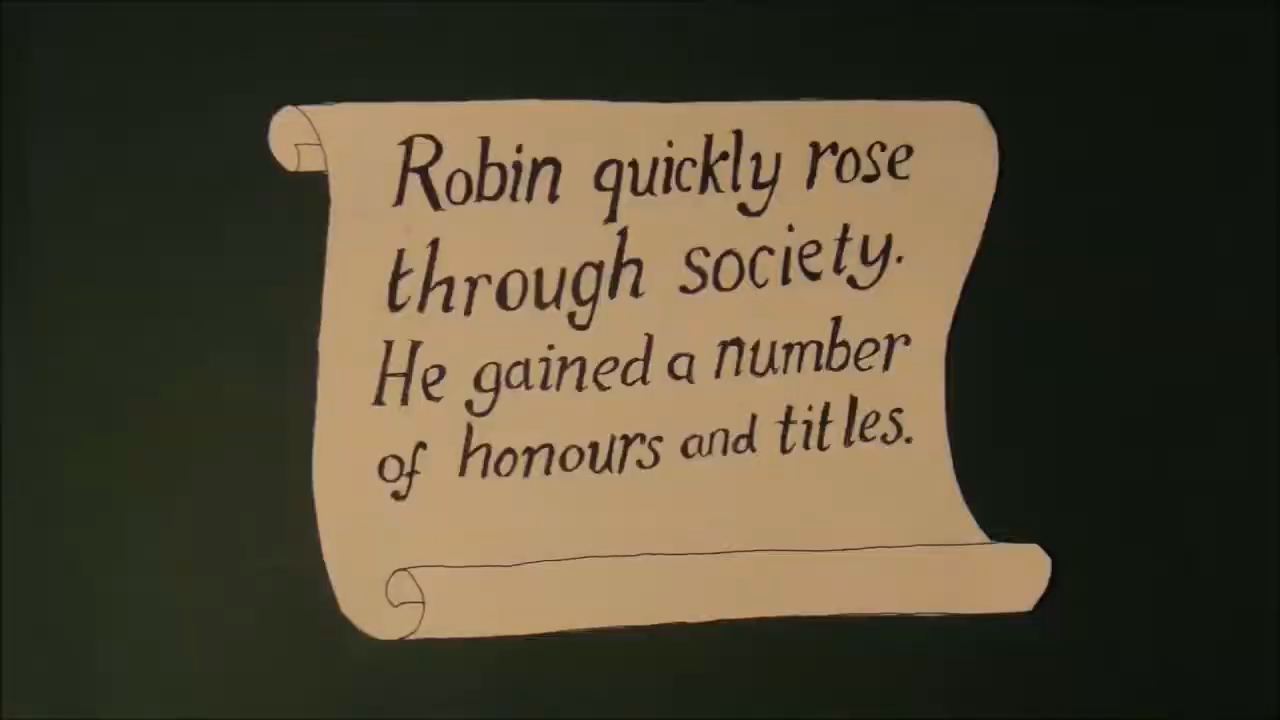 Robin quickly rose
through society.
He gained a number
of honours and titles.